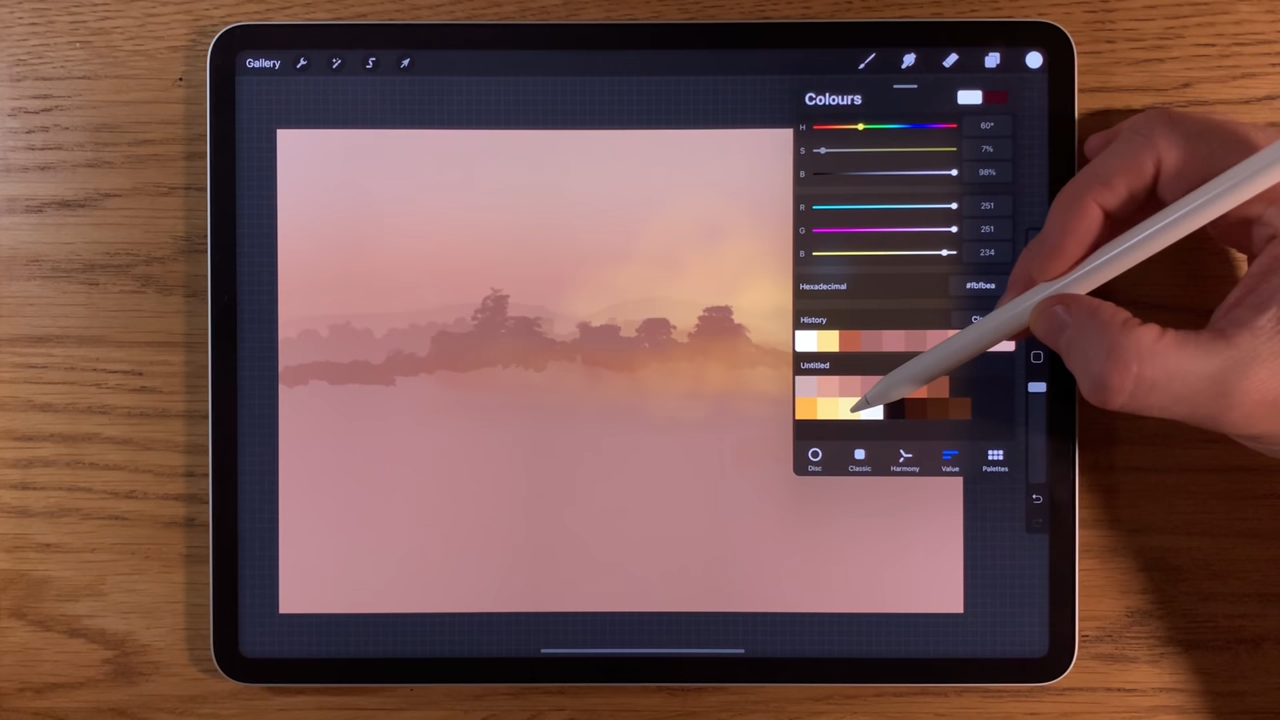 Gallery
Colours
H 60°
S 7%
B 98%
R 251
G 251
B 234
Hexadecimal #fbfbea
History
Untitled
Disc Classic Harmony Value Palettes